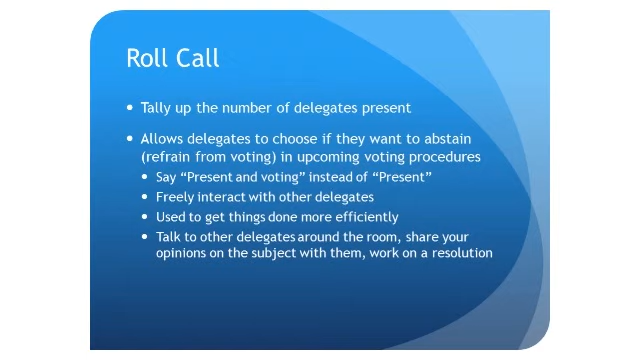 Roll Call
• Tally up the number of delegates present
• Allows delegates to choose if they want to abstain
(refrain from voting) in upcoming voting procedures
• Say “Present and voting” instead of “Present”
• Freely interact with other delegates
• Used to get things done more efficiently
• Talk to other delegates around the room, share your
opinions on the subject with them, work on a resolution